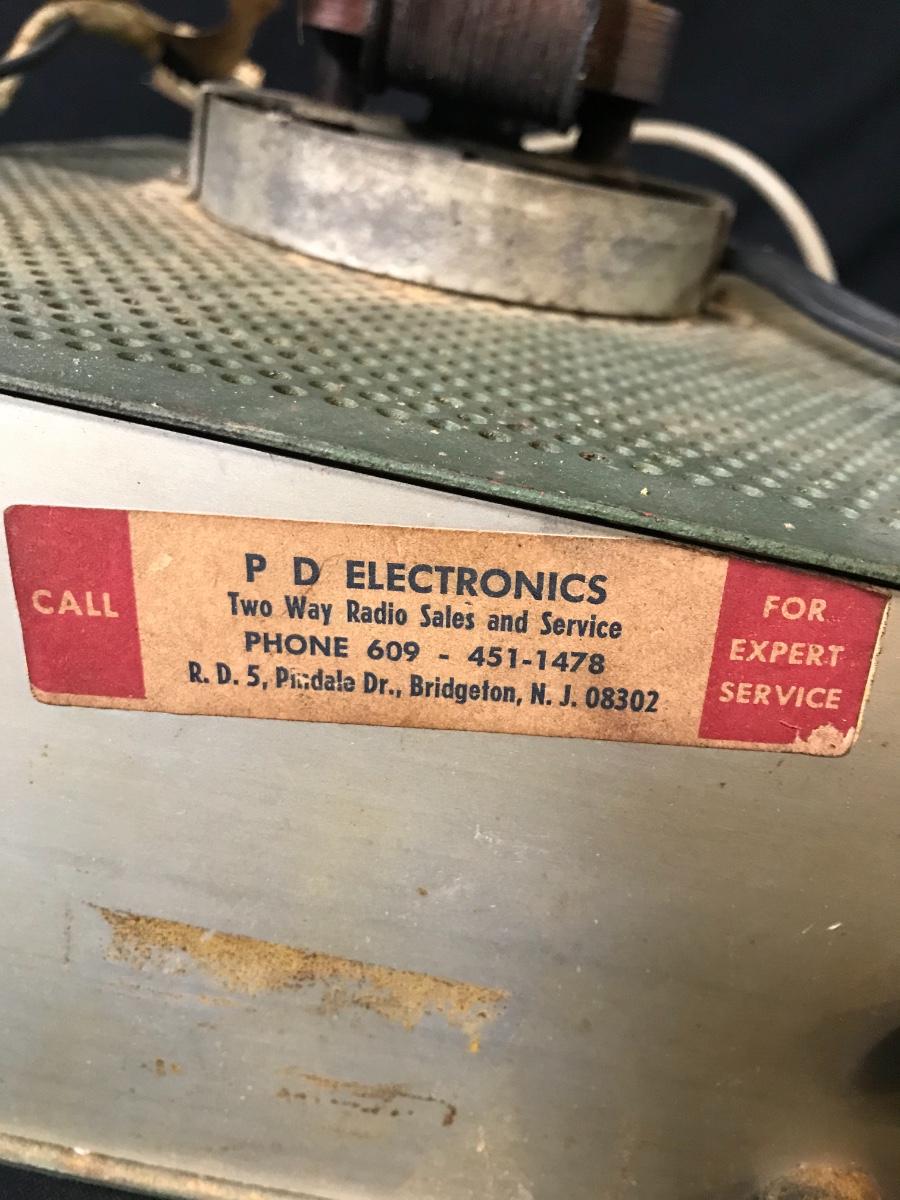 CALL
P D ELECTRONICS
Two Way Radio Sales and Service
PHONE 609 - 451-1478
R. D. 5, Dr., Bridgeton, N. J. 08302
FOR
EXPERT
SERVICE